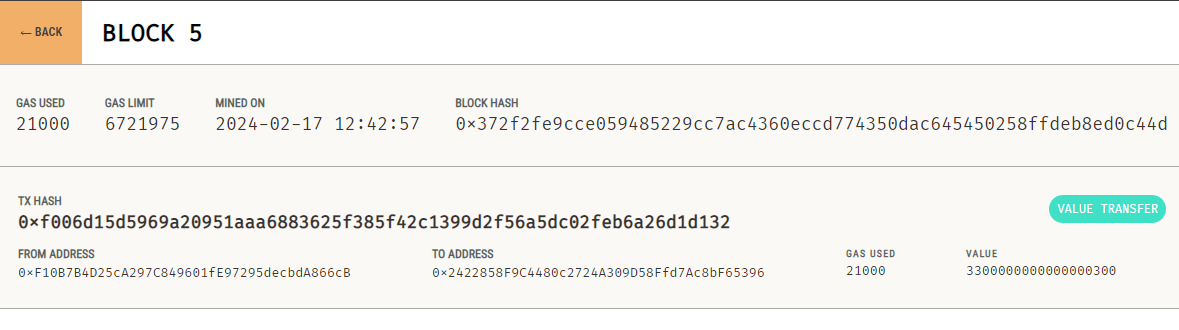 ← BACK
BLOCK 5
GAS USED GAS LIMIT MINED ON BLOCK HASH
21000 6721975 2024-02-17 12:42:57 0×372f2fe9cce059485229cc7ac4360eccd774350dac645450258ffdeb8ed0c44d
TX HASH
0×f006d15d5969a20951aaa6883625f385f42c1399d2f56a5dc02feb6a26d1d132
VALUE TRANSFER
FROM ADDRESS TO ADDRESS GAS USED VALUE
0×F10B7B4D25cA297C849601fE97295decbdA866cB 0×2422858F9C4480c2724A309D58Ffd7Ac8bF65396 21000 3300000000000000300